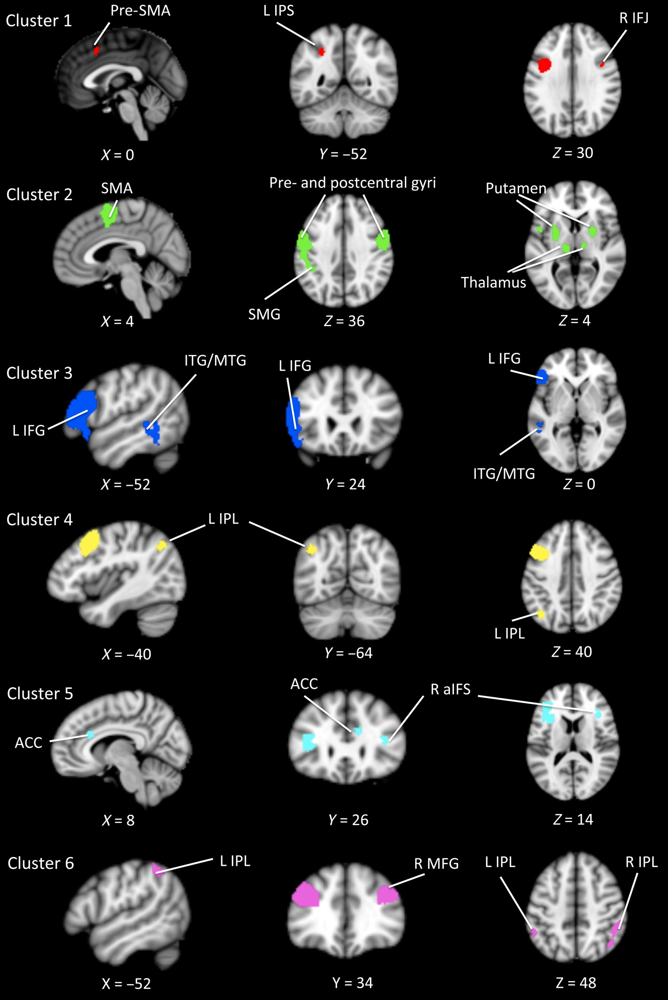 Cluster 1
Pre-SMA
L IPS
R IFJ
X = 0
Y = −52
Z = 30
Cluster 2
SMA
Pre- and postcentral gyri
Putamen
Thalamus
SMG
X = 4
Z = 36
Z = 4
Cluster 3
ITG/MTG
L IFG
L IFG
L IFG
ITG/MTG
X = −52
Y = 24
Z = 0
Cluster 4
L IPL
L IPL
X = −40
Y = −64
Z = 40
Cluster 5
ACC
R aIFS
ACC
X = 8
Y = 26
Z = 14
Cluster 6
L IPL
R MFG
L IPL
R IPL
X = −52
Y = 34
Z = 48